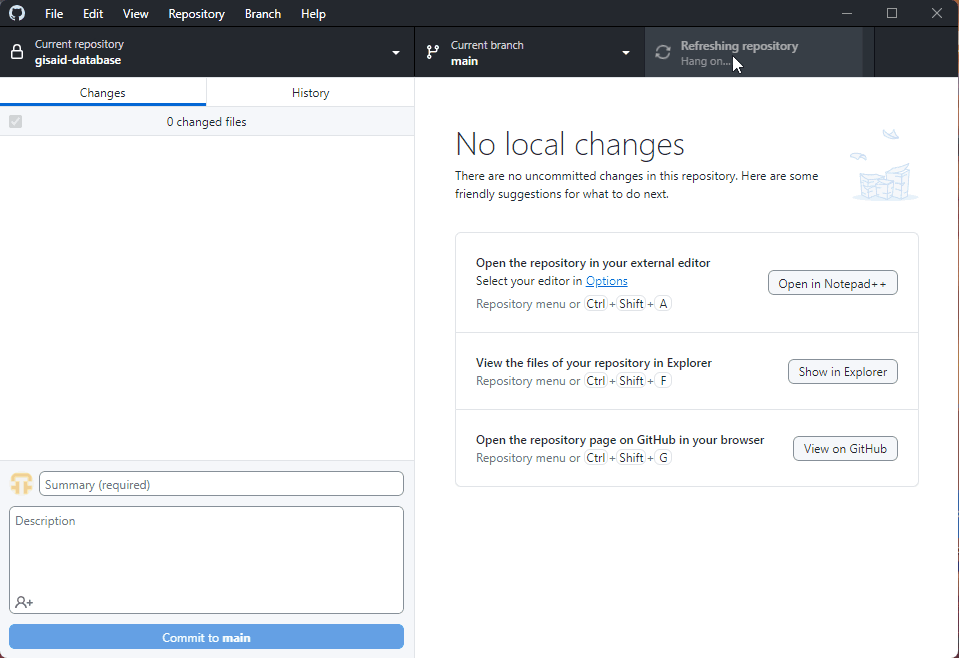 File Edit View Repository Branch Help
Current repository
gisaid-database
Current branch
main
Refreshing repository
Hang on...
Changes
History
0 changed files
No local changes
There are no uncommitted changes in this repository. Here are some
friendly suggestions for what to do next.
Open the repository in your external editor
Select your editor in Options
Repository menu or Ctrl + Shift + A
Open in Notepad++
View the files of your repository in Explorer
Repository menu or Ctrl + Shift + F
Show in Explorer
Open the repository page on GitHub in your browser
Repository menu or Ctrl + Shift + G
View on GitHub
Summary (required)
Description
Commit to main